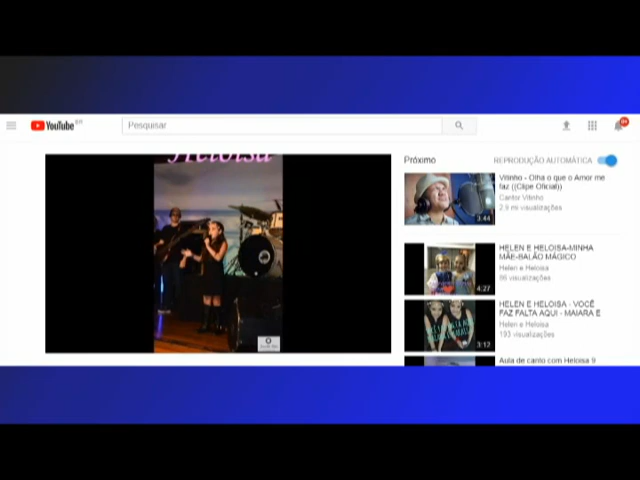 YouTube BR
Pesquisar
9+
Heloisa
Próximo
REPRODUÇÃO AUTOMÁTICA
Vitinho - Olha o que o Amor me
faz ((Clipe Oficial))
Cantor Vitinho
2,9 mi visualizações
3:44
HELEN E HELOISA-MINHA
MÃE-BALÃO MÁGICO
Helen e Heloisa
86 visualizações
4:27
HELEN E HELOISA - VOCÊ
FAZ FALTA AQUI - MAIARA E
Helen e Heloisa
193 visualizações
3:12
Aula de canto com Heloisa 9